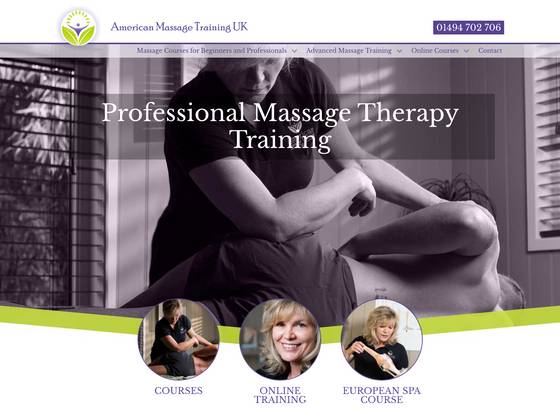 American Massage Training UK
01494 702 706
Massage Courses for Beginners and Professionals
Advanced Massage Training
Online Courses
Contact
Professional Massage Therapy
Training
COURSES
ONLINE
TRAINING
EUROPEAN SPA
COURSE